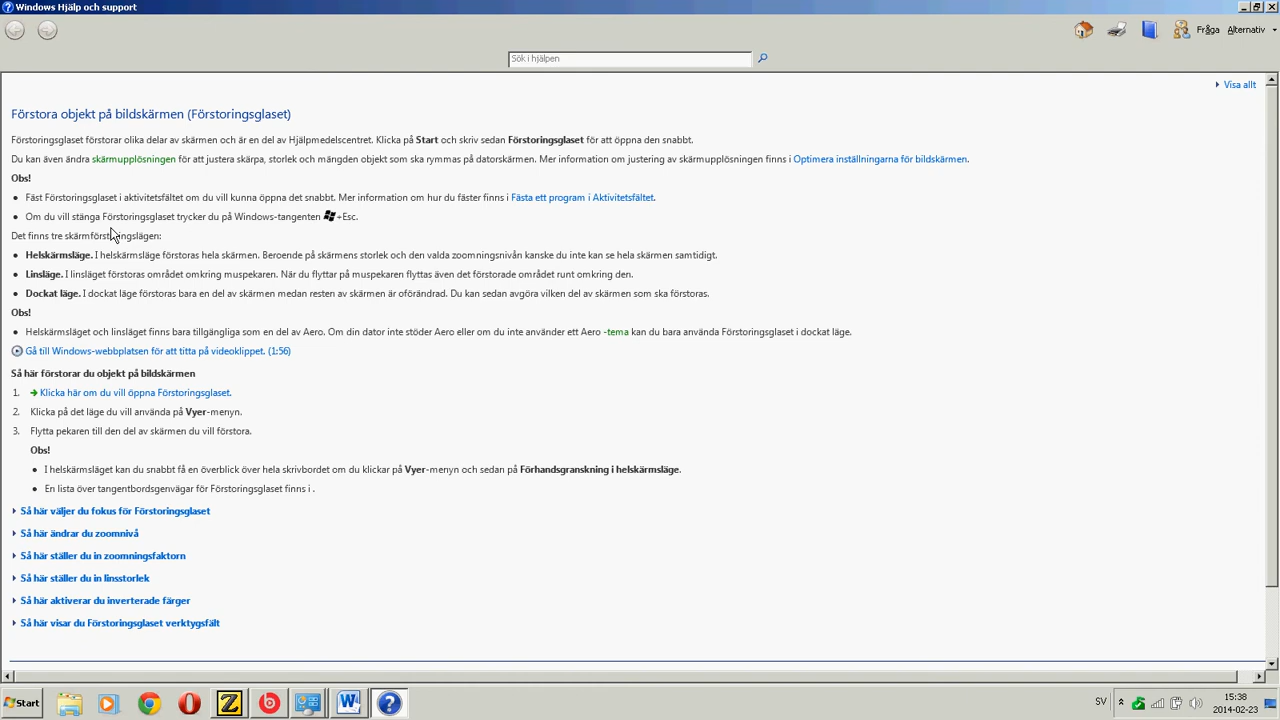 Windows Hjälp och support
Fråga Alternativ
Sök i hjälpen
Visa allt
Förstora objekt på bildskärmen (Förstoringsglaset)
Förstoringsglaset förstorar olika delar av skärmen och är en del av Hjälpmedelscentret. Klicka på Start och skriv sedan Förstoringsglaset för att öppna den snabbt.
Du kan även ändra skärmupplösningen för att justera skärpa, storlek och mängden objekt som ska rymmas på datorskärmen. Mer information om justering av skärmupplösningen finns i Optimera inställningarna för bildskärmen.
Obs!
Fäst Förstoringsglaset i aktivitetsfältet om du vill kunna öppna det snabbt. Mer information om hur du fäster finns i Fästa ett program i Aktivitetsfältet.
Om du vill stänga Förstoringsglaset trycker du på Windows-tangenten +Esc.
Det finns tre skärmförstoringslägen:
Helskärmsläge. I helskärmsläge förstoras hela skärmen. Beroende på skärmens storlek och den valda zoomningsnivån kanske du inte kan se hela skärmen samtidigt.
Linsläge. I linsläget förstoras området omkring muspekaren. När du flyttar på muspekaren flyttas även det förstorade området runt omkring den.
Dockat läge. I dockat läge förstoras bara en del av skärmen medan resten av skärmen är oförändrad. Du kan sedan avgöra vilken del av skärmen som ska förstoras.
Obs!
Helskärmsläget och linsläget finns bara tillgängliga som en del av Aero. Om din dator inte stöder Aero eller om du inte använder ett Aero -tema kan du bara använda Förstoringsglaset i dockat läge.
Gå till Windows-webbplatsen för att titta på videoklippet. (1:56)
Så här förstorar du objekt på bildskärmen
1. Klicka här om du vill öppna Förstoringsglaset.
2. Klicka på det läge du vill använda på Vyer-menyn.
3. Flytta pekaren till den del av skärmen du vill förstora.
Obs!
I helskärmsläget kan du snabbt få en överblick över hela skrivbordet om du klickar på Vyer-menyn och sedan på Förhandsgranskning i helskärmsläge.
En lista över tangentbordsgenvägar för Förstoringsglaset finns i .
Så här väljer du fokus för Förstoringsglaset
Så här ändrar du zoomnivå
Så här ställer du in zoomningsfaktorn
Så här ställer du in linsstorlek
Så här aktiverar du inverterade färger
Så här visar du Förstoringsglaset verktygsfält
Start
SV
15:38
2014-02-23